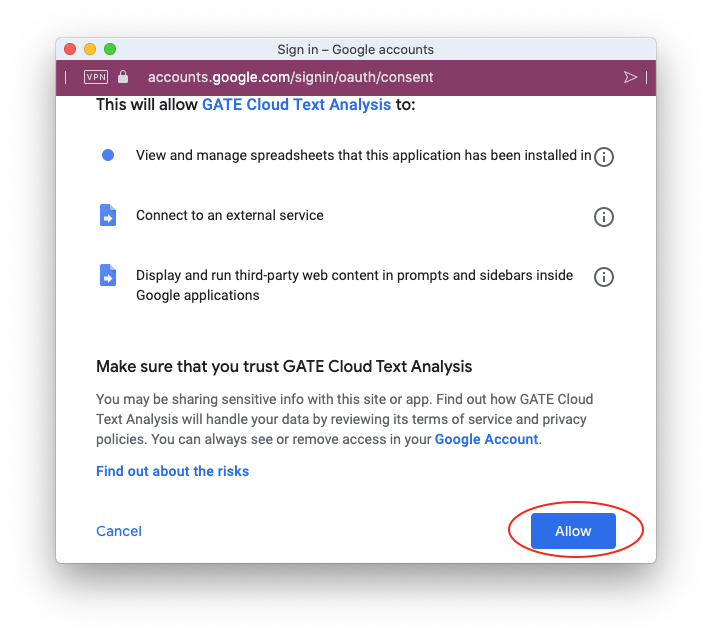 Sign in – Google accounts
VPN accounts.google.com/signin/oauth/consent
This will allow GATE Cloud Text Analysis to:
View and manage spreadsheets that this application has been installed in
Connect to an external service
Display and run third-party web content in prompts and sidebars inside
Google applications
Make sure that you trust GATE Cloud Text Analysis
You may be sharing sensitive info with this site or app. Find out how GATE Cloud
Text Analysis will handle your data by reviewing its terms of service and privacy
policies. You can always see or remove access in your Google Account.
Find out about the risks
Cancel
Allow